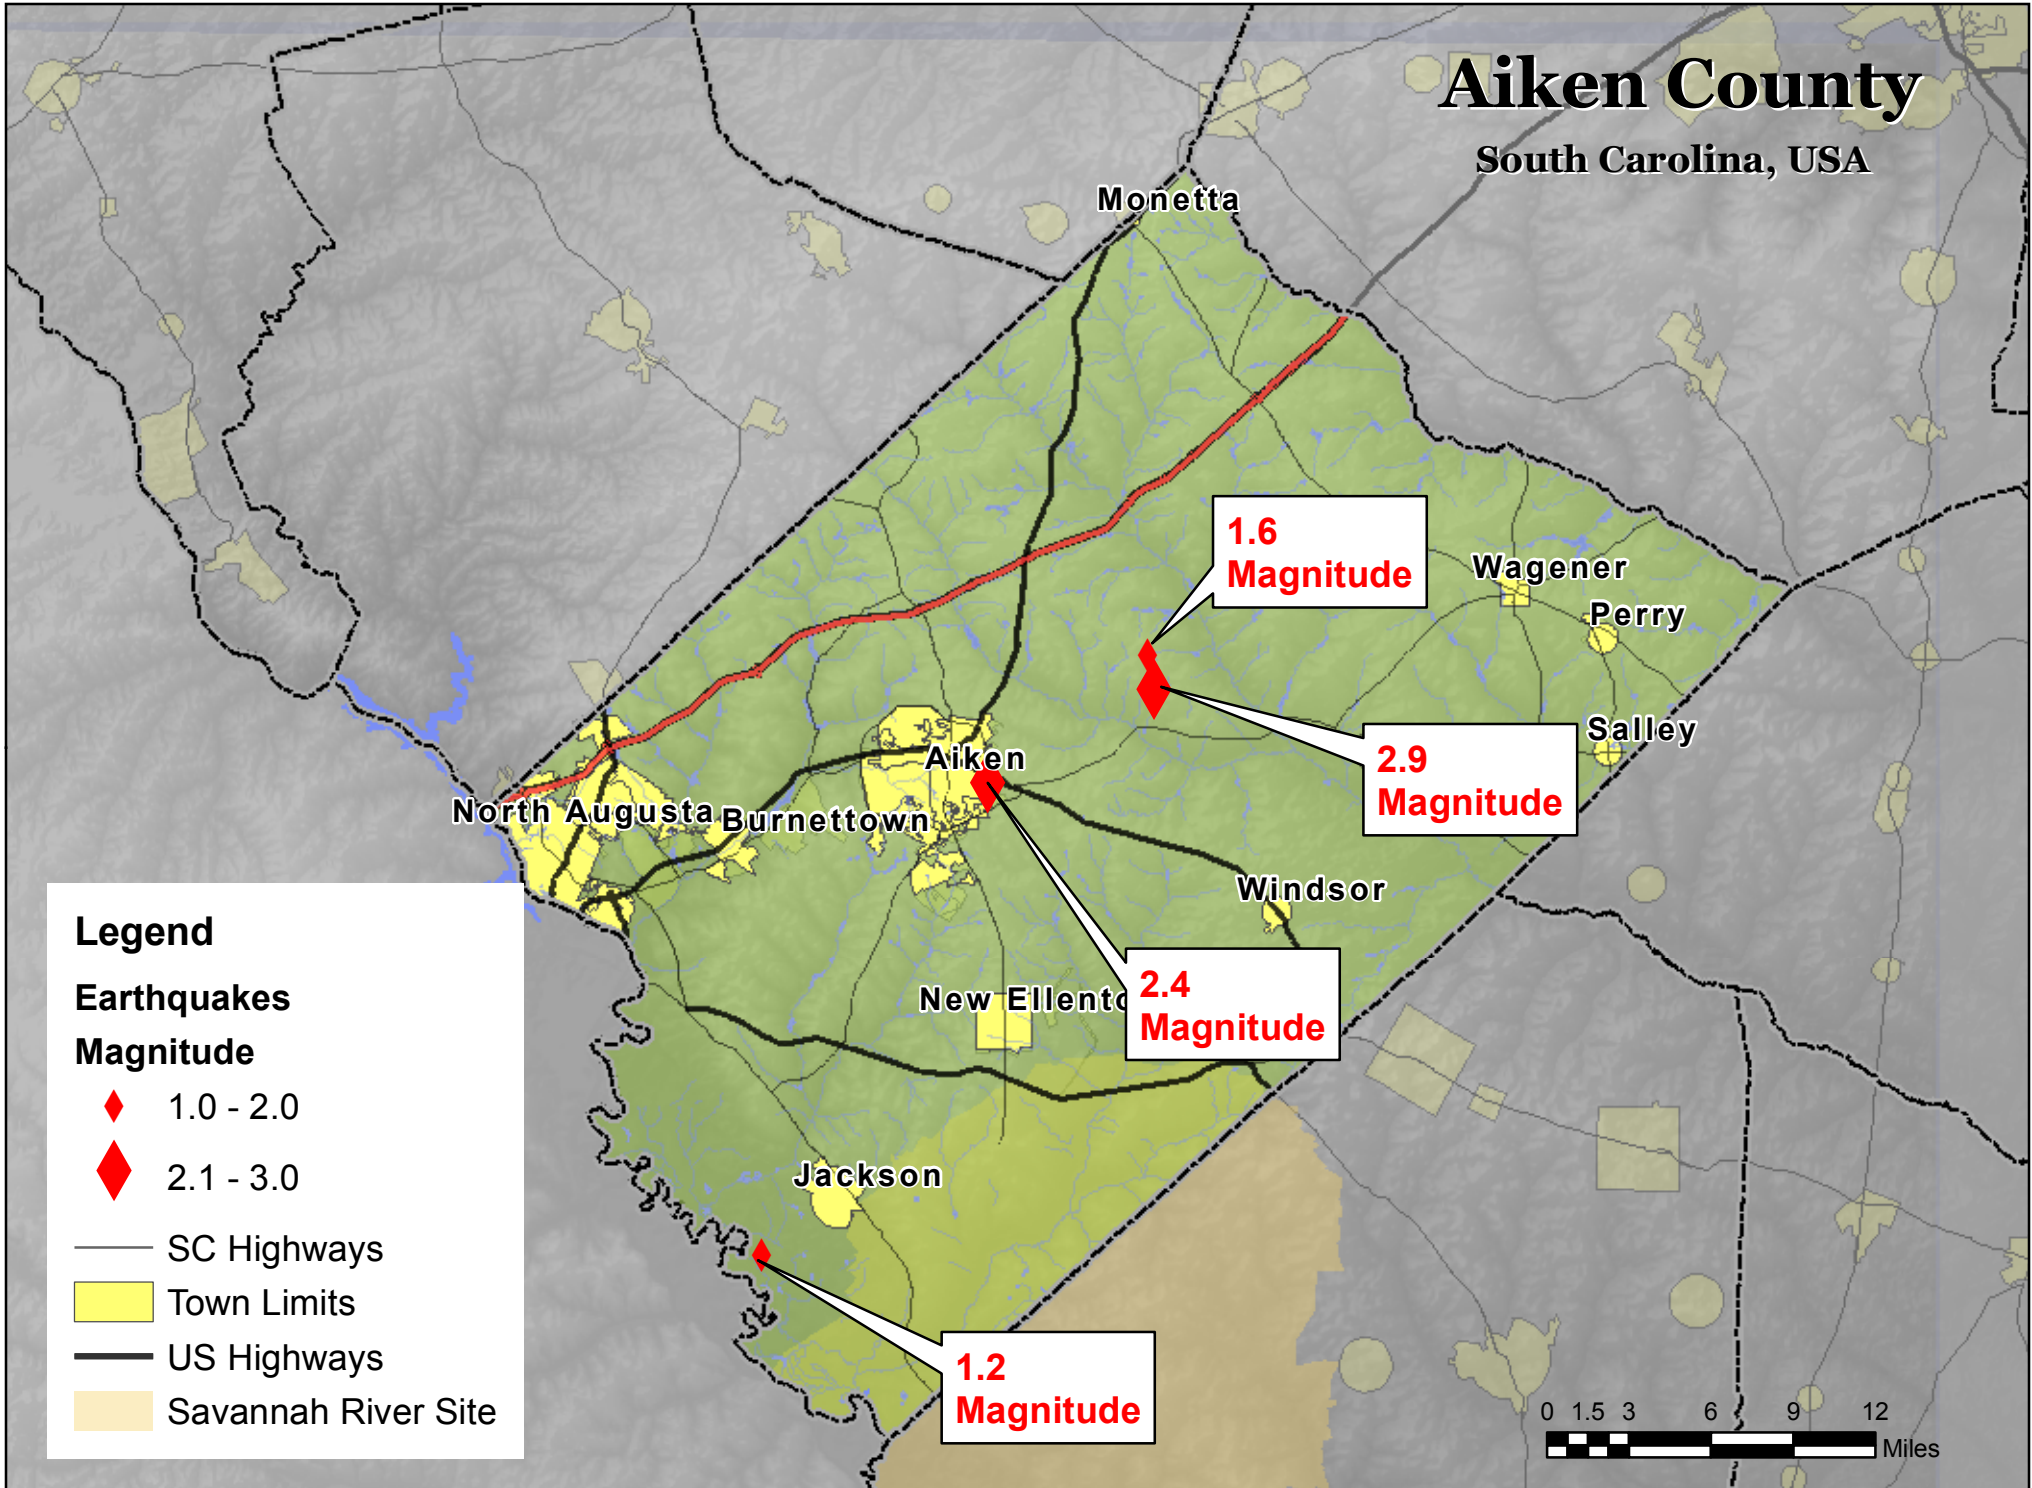 Aiken County
South Carolina, USA
Monetta
1.6
Magnitude
Wagener
Perry
Salley
2.9
Magnitude
Aiken
North Augusta
Burnettown
Windsor
2.4
Magnitude
New Ellento
Jackson
1.2
Magnitude
Legend
Earthquakes
Magnitude
1.0 - 2.0
2.1 - 3.0
SC Highways
Town Limits
US Highways
Savannah River Site
0 1.5 3 6 9 12
Miles